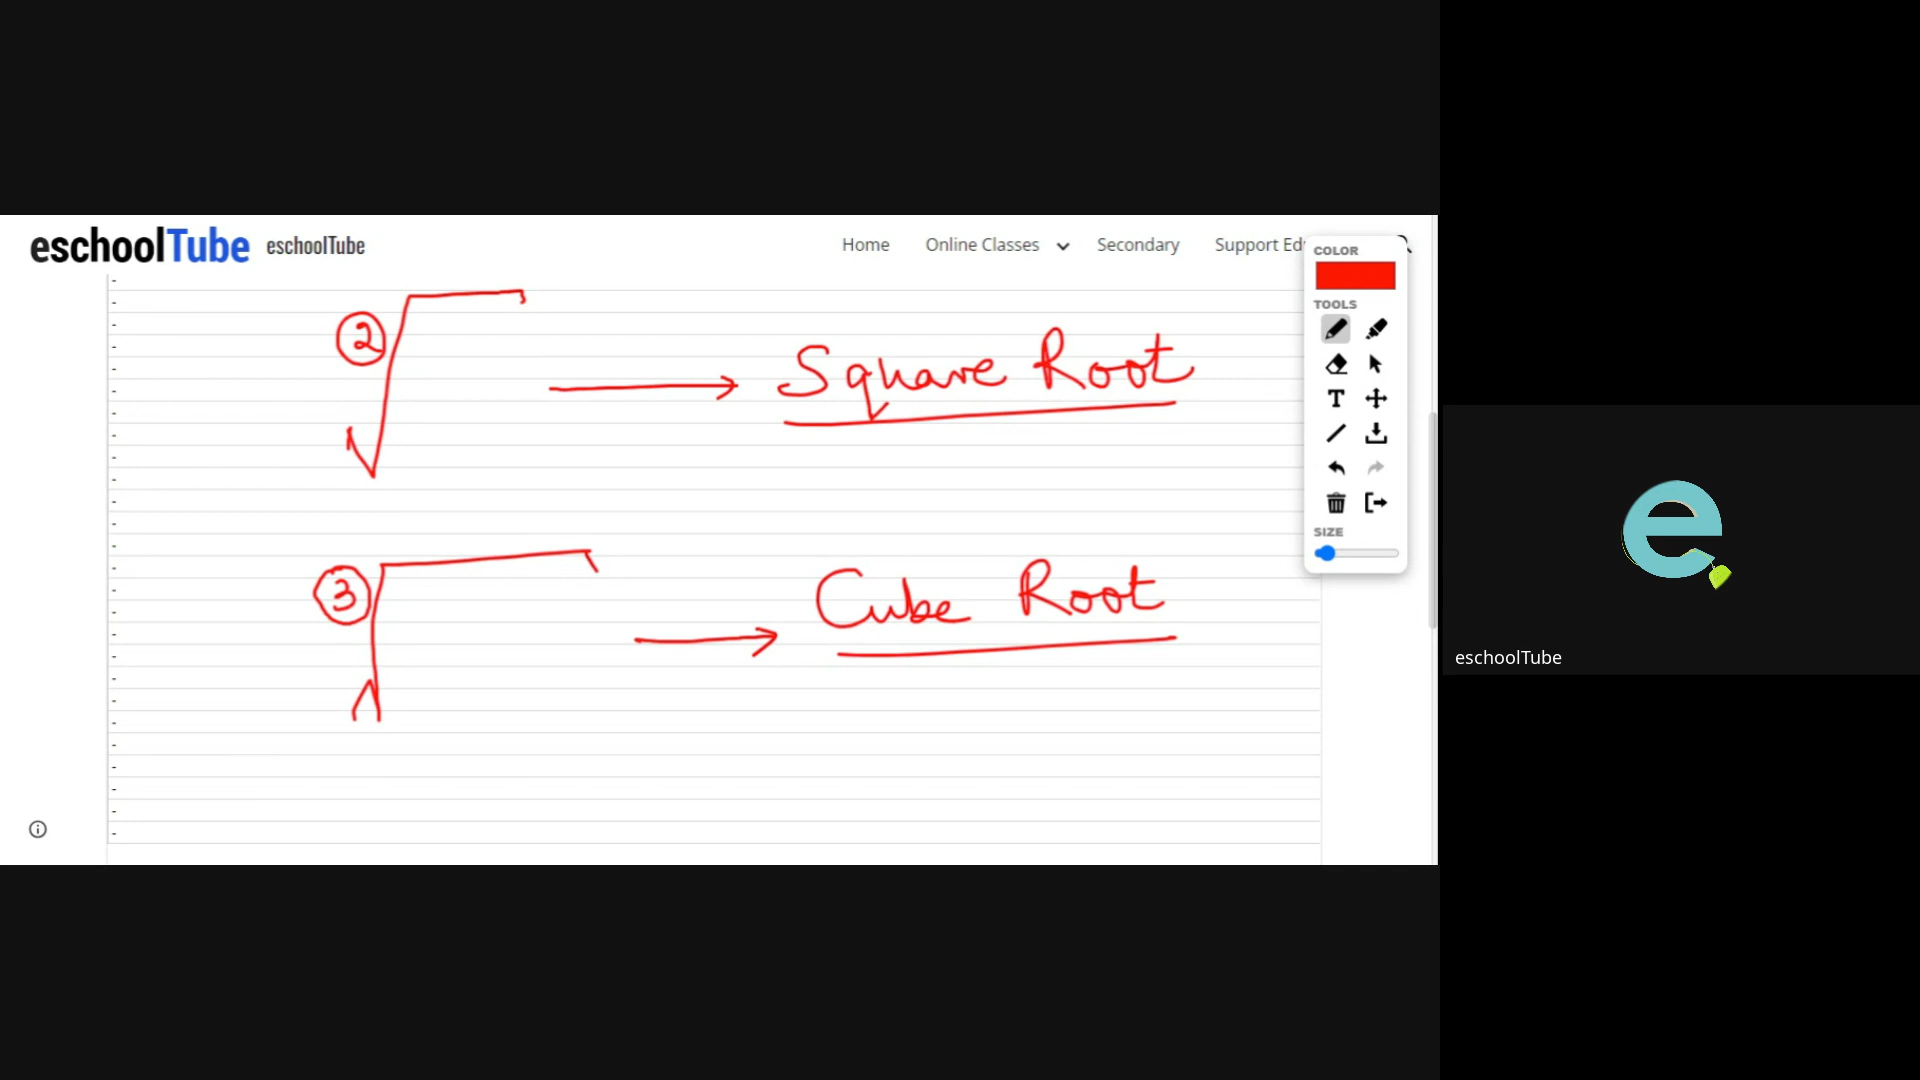 eschoolTube eschoolTube Home Online Classes Secondary Support Ed
COLOR
TOOLS
T
SIZE
2 √ → Square Root
3 √ → Cube Root
eschoolTube